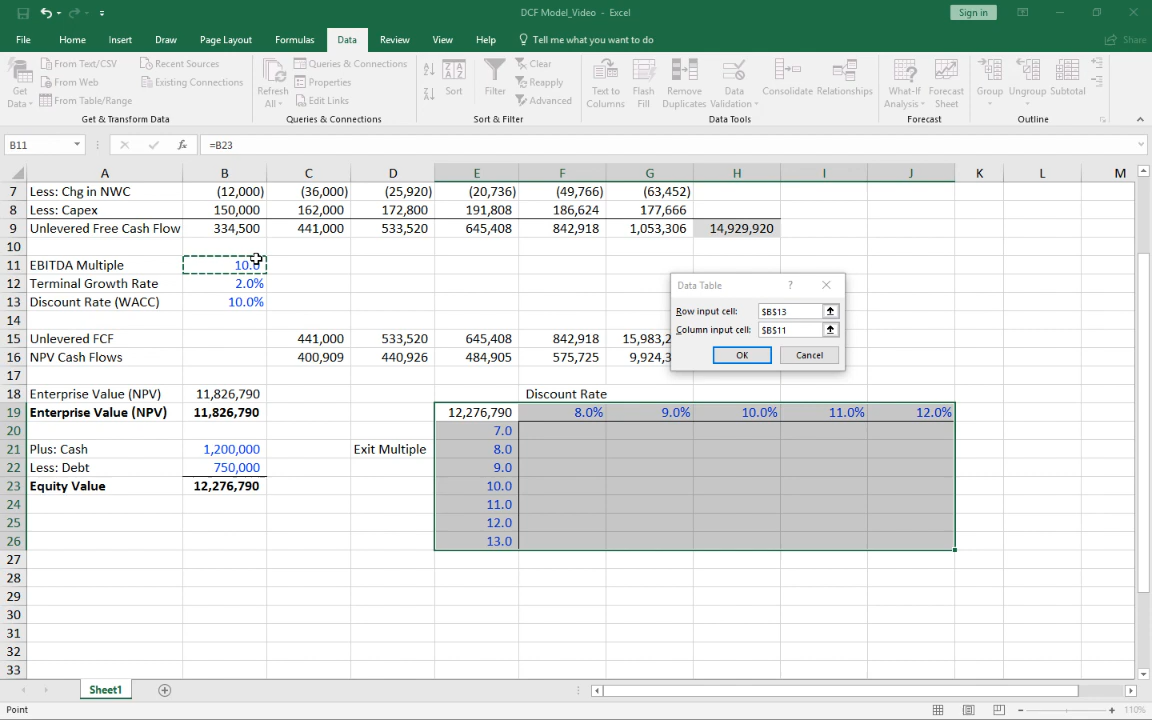 DCF Model_Video - Excel
Sign in
File Home Insert Draw Page Layout Formulas Data Review View Help Tell me what you want to do Share
From Text/CSV Recent Sources Queries & Connections Clear
Get Data From Web Existing Connections Refresh All Properties Sort Filter Reapply Text to Columns Flash Fill Remove Duplicates Data Validation Consolidate Relationships What-If Analysis Forecast Sheet Group Ungroup Subtotal
From Table/Range Edit Links Advanced
Get & Transform Data Queries & Connections Sort & Filter Data Tools Forecast Outline
B11 fx =B23
A B C D E F G H I J K L M
7 Less: Chg in NWC (12,000) (36,000) (25,920) (20,736) (49,766) (63,452)
8 Less: Capex 150,000 162,000 172,800 191,808 186,624 177,666
9 Unlevered Free Cash Flow 334,500 441,000 533,520 645,408 842,918 1,053,306 14,929,920
10
11 EBITDA Multiple 10.0
12 Terminal Growth Rate 2.0%
13 Discount Rate (WACC) 10.0%
14
15 Unlevered FCF 441,000 533,520 645,408 842,918 15,983,2
16 NPV Cash Flows 400,909 440,926 484,905 575,725 9,924,3
17
18 Enterprise Value (NPV) 11,826,790 Discount Rate
19 Enterprise Value (NPV) 11,826,790 12,276,790 8.0% 9.0% 10.0% 11.0% 12.0%
20 7.0
21 Plus: Cash 1,200,000 Exit Multiple 8.0
22 Less: Debt 750,000 9.0
23 Equity Value 12,276,790 10.0
24 11.0
25 12.0
26 13.0
27
28
29
30
31
32
33
Data Table ?
Row input cell: $B$13
Column input cell: $B$11
OK Cancel
Sheet1
Point 110%